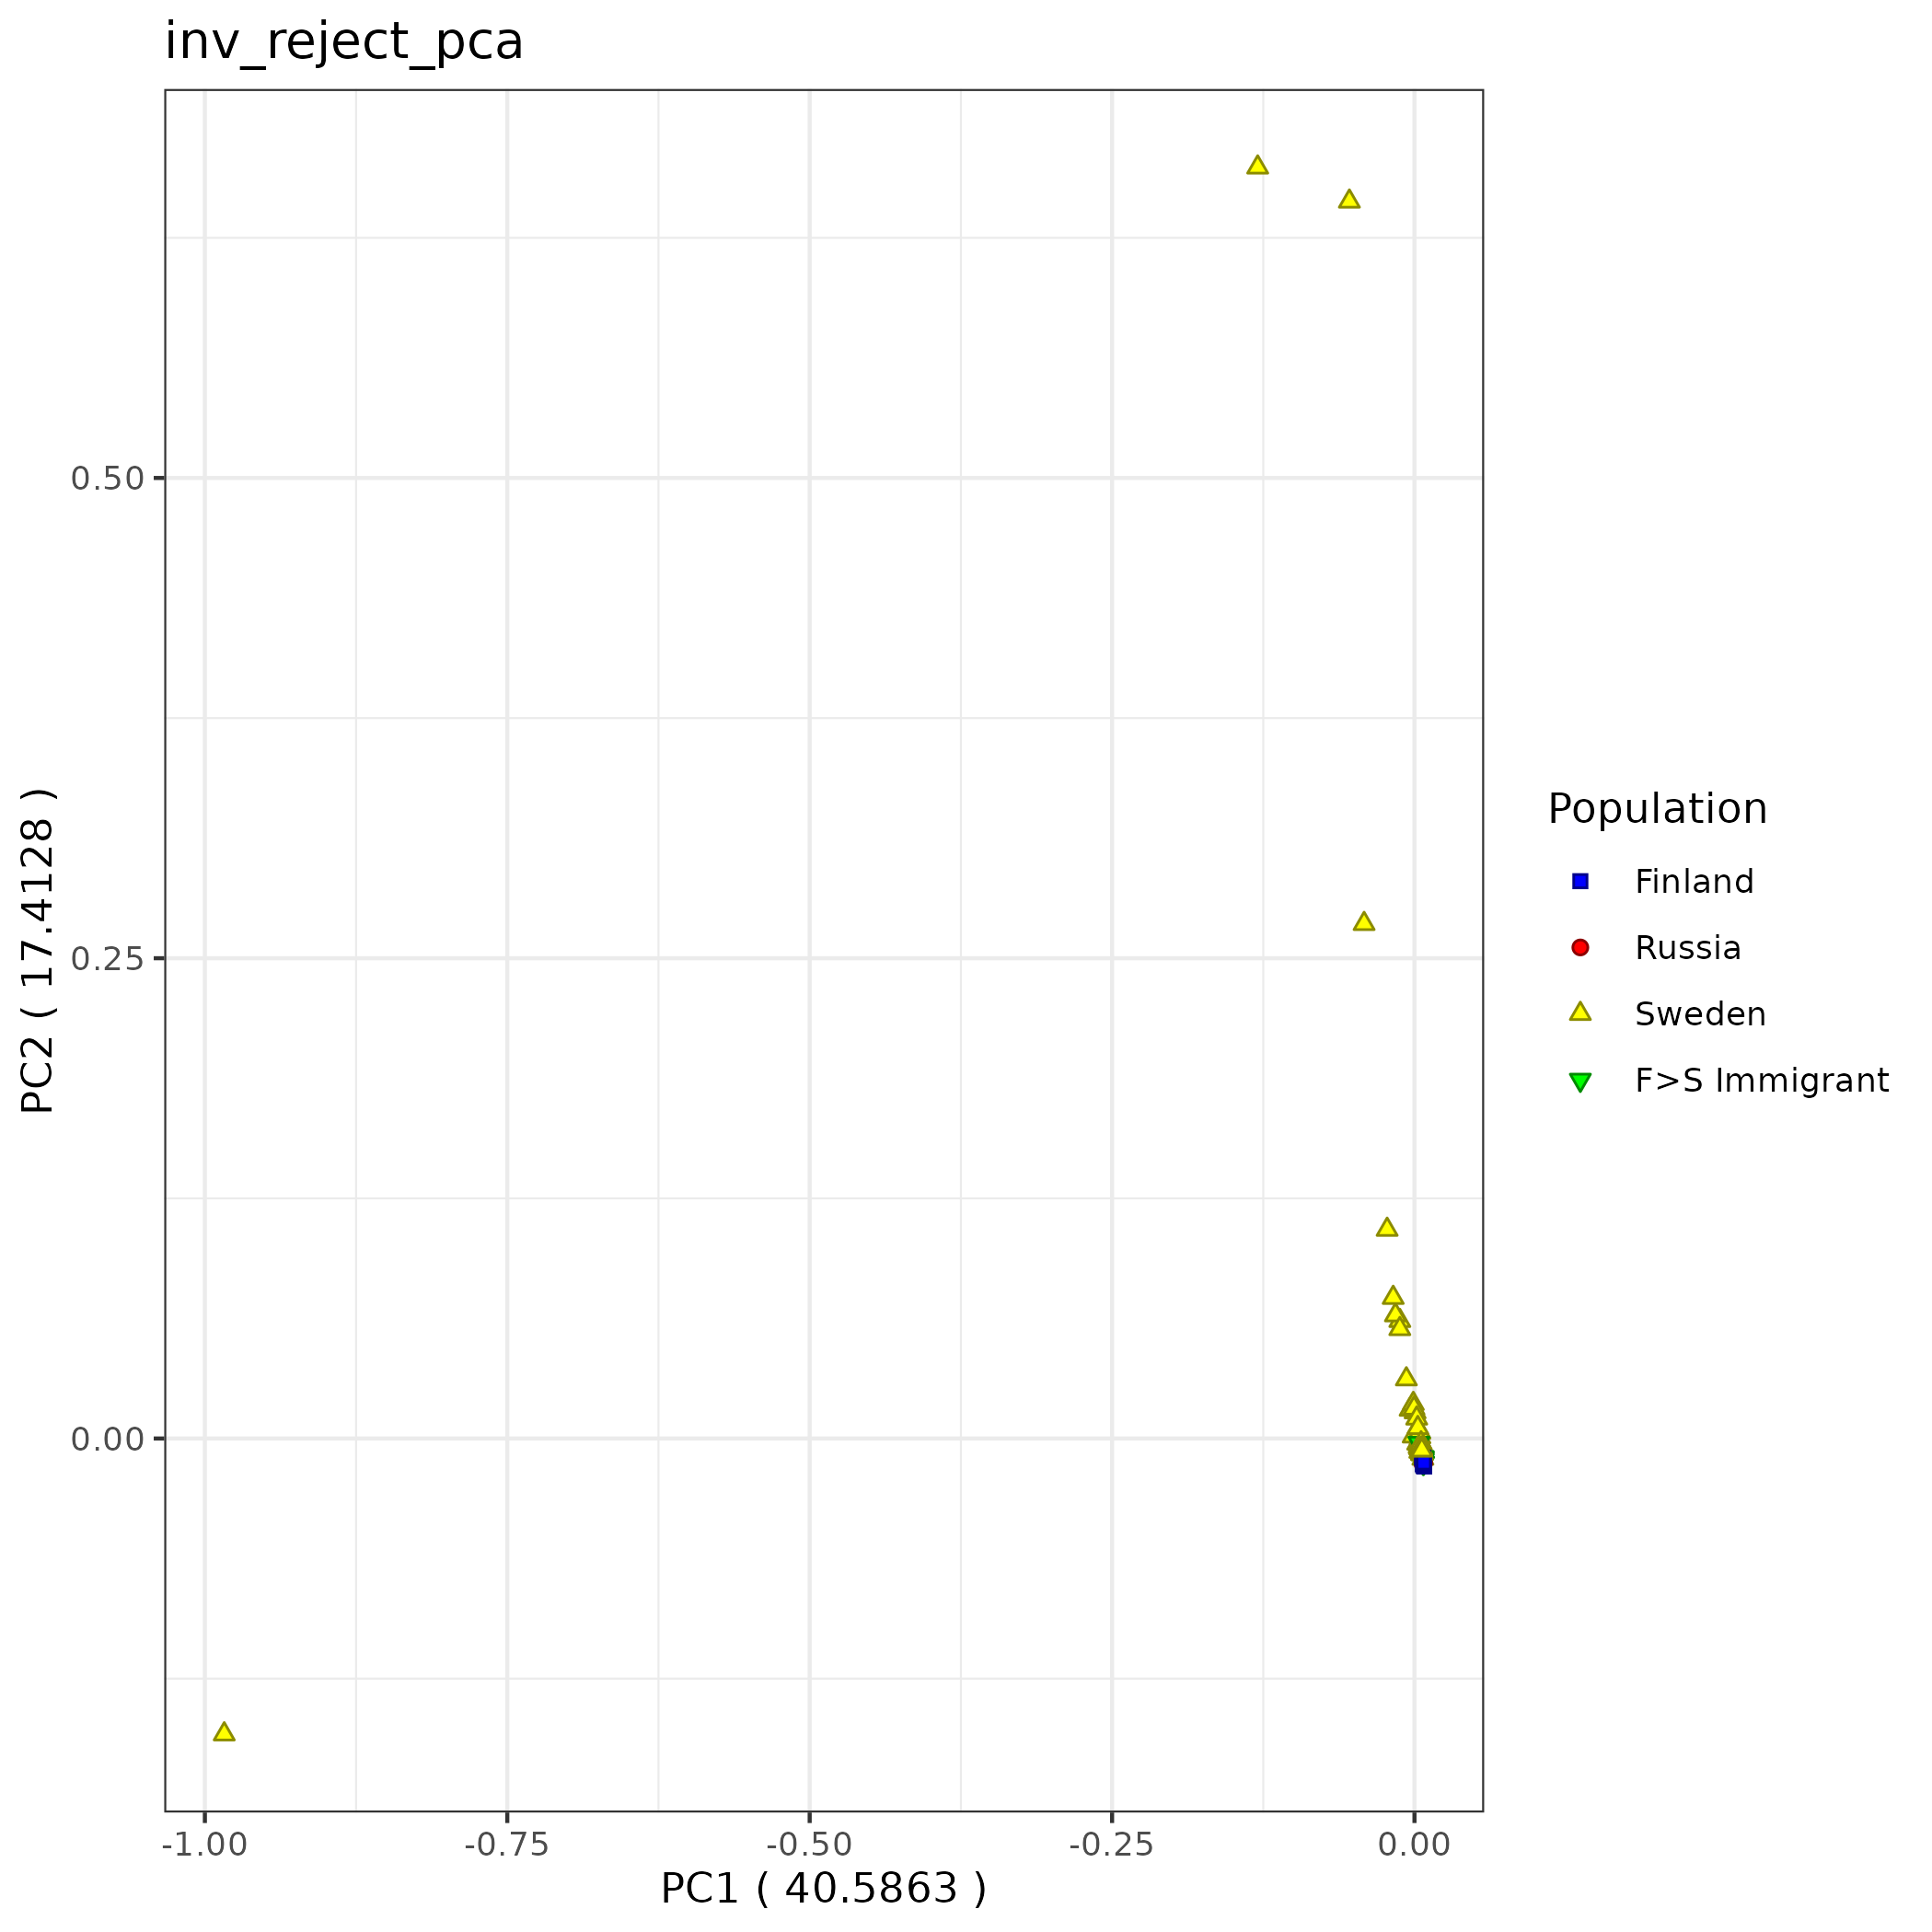 inv_reject_pca
0.50
0.25
0.00
PC2 ( 17.4128 )
-1.00
-0.75
-0.50
-0.25
0.00
PC1 ( 40.5863 )
Population
Finland
Russia
Sweden
F>S Immigrant